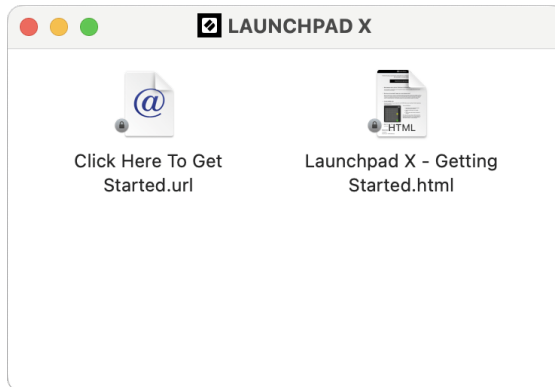 LAUNCHPAD X
@
HTML
Click Here To Get
Started.url
Launchpad X - Getting
Started.html